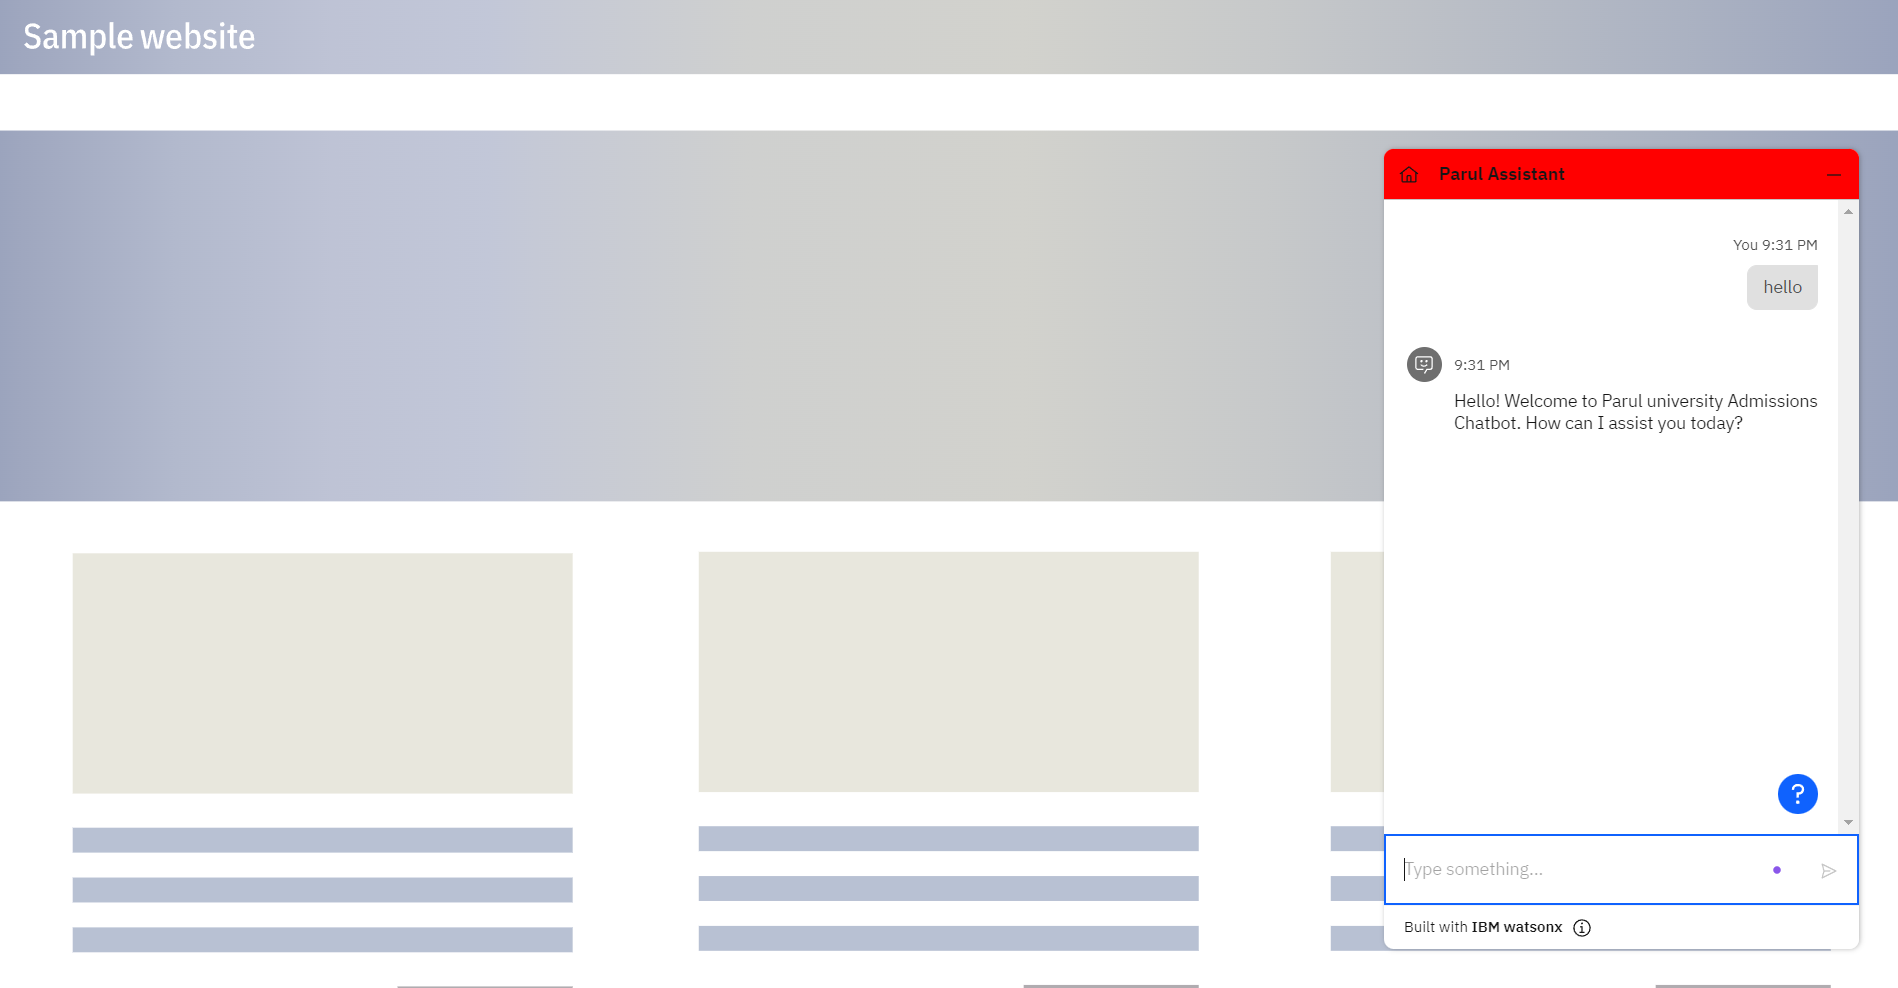 Sample website
Parul Assistant
You 9:31 PM
hello
9:31 PM
Hello! Welcome to Parul university Admissions
Chatbot. How can I assist you today?
?
Type something...
Built with IBM watsonx